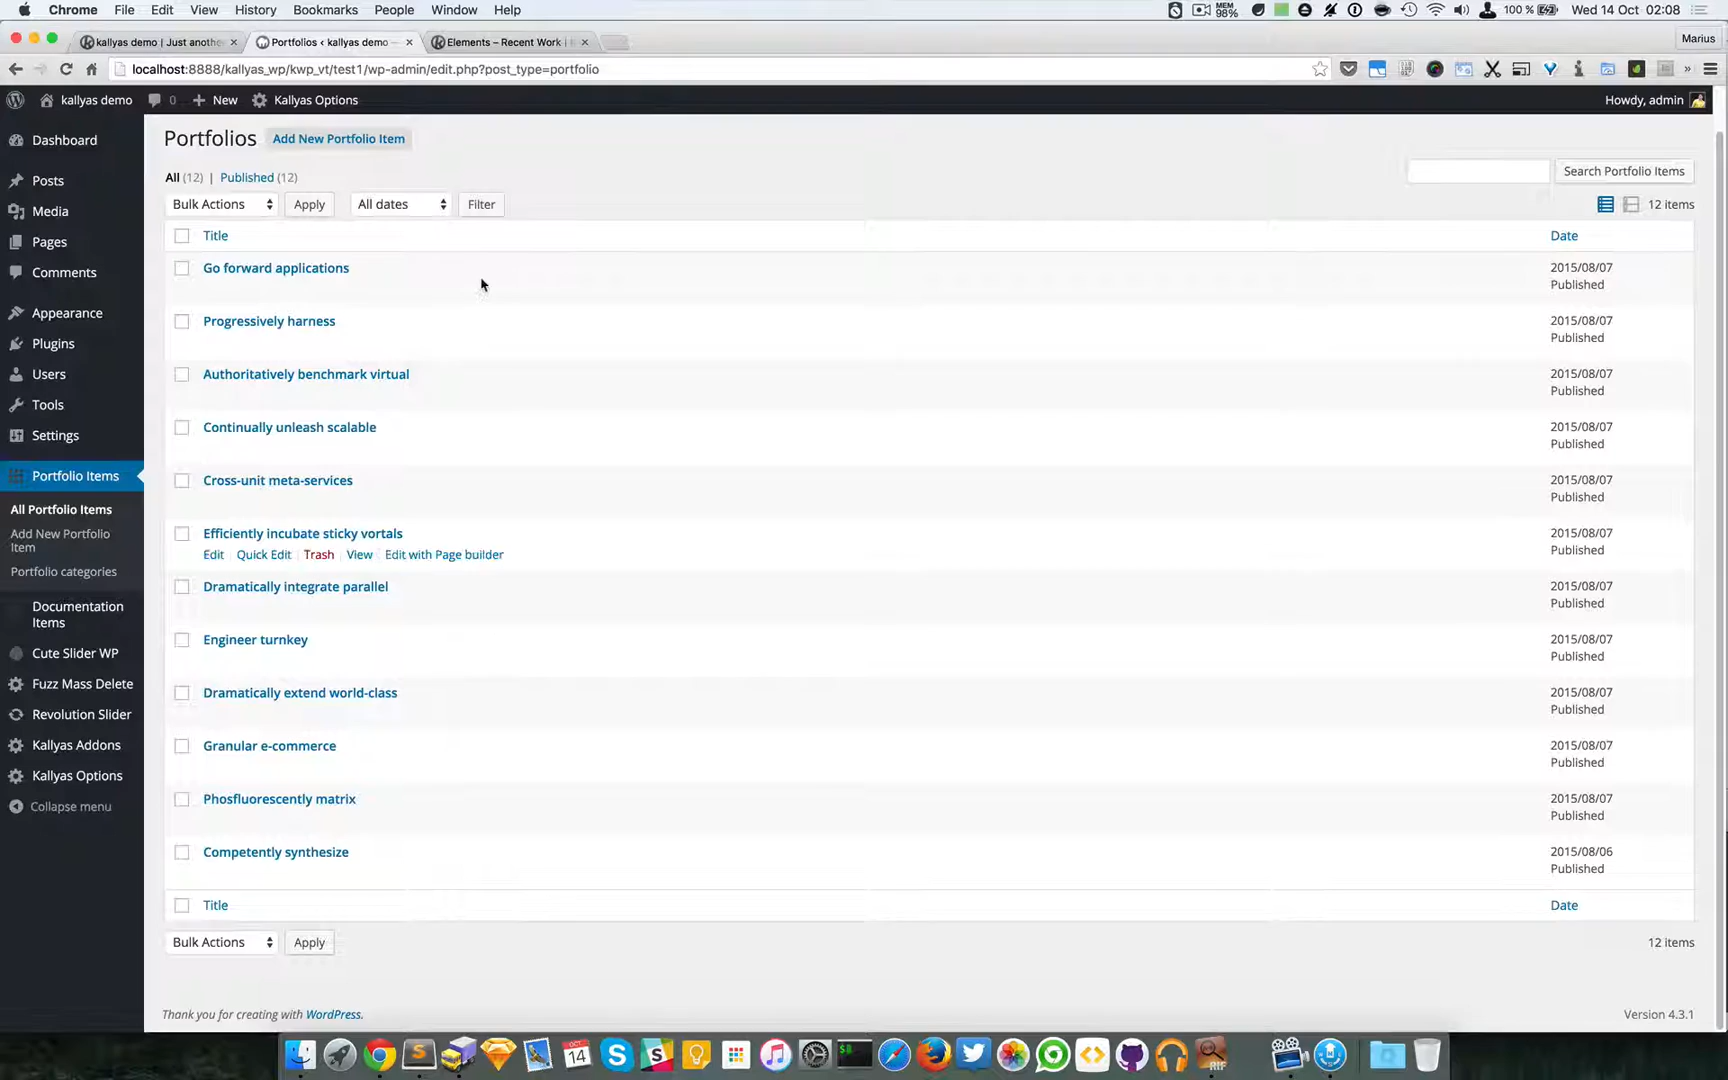 Chrome File Edit View History Bookmarks People Window Help MEM 98% 100 % Wed 14 Oct 02:08
kallyas demo | Just anothe Portfolios ‹ kallyas demo — Elements – Recent Work | Marius
localhost:8888/kallyas_wp/kwp_vt/test1/wp-admin/edit.php?post_type=portfolio
kallyas demo 0 New Kallyas Options Howdy, admin
Dashboard
Posts
Media
Pages
Comments
Appearance
Plugins
Users
Tools
Settings
Portfolio Items
All Portfolio Items
Add New Portfolio
Item
Portfolio categories
Documentation
Items
Cute Slider WP
Fuzz Mass Delete
Revolution Slider
Kallyas Addons
Kallyas Options
Collapse menu
Portfolios Add New Portfolio Item
All (12) | Published (12) Search Portfolio Items
Bulk Actions Apply All dates Filter 12 items
Title Date
Go forward applications 2015/08/07
Published
Progressively harness 2015/08/07
Published
Authoritatively benchmark virtual 2015/08/07
Published
Continually unleash scalable 2015/08/07
Published
Cross-unit meta-services 2015/08/07
Published
Efficiently incubate sticky vortals 2015/08/07
Edit Quick Edit Trash View Edit with Page builder Published
Dramatically integrate parallel 2015/08/07
Published
Engineer turnkey 2015/08/07
Published
Dramatically extend world-class 2015/08/07
Published
Granular e-commerce 2015/08/07
Published
Phosfluorescently matrix 2015/08/07
Published
Competently synthesize 2015/08/06
Published
Title Date
Bulk Actions Apply 12 items
Thank you for creating with WordPress. Version 4.3.1
14